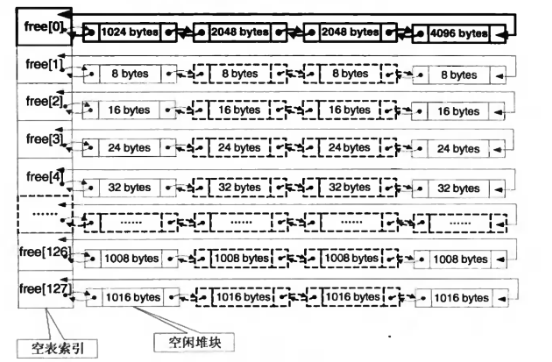 free[0] 1024 bytes 2048 bytes 2048 bytes 4096 bytes
free[1] 8 bytes 8 bytes 8 bytes 8 bytes
free[2] 16 bytes 16 bytes 16 bytes 16 bytes
free[3] 24 bytes 24 bytes 24 bytes 24 bytes
free[4] 32 bytes 32 bytes 32 bytes 32 bytes
...... ...... ...... ...... ......
free[126] 1008 bytes 1008 bytes 1008 bytes 1008 bytes
free[127] 1016 bytes 1016 bytes 1016 bytes 1016 bytes
空表索引 空闲堆块